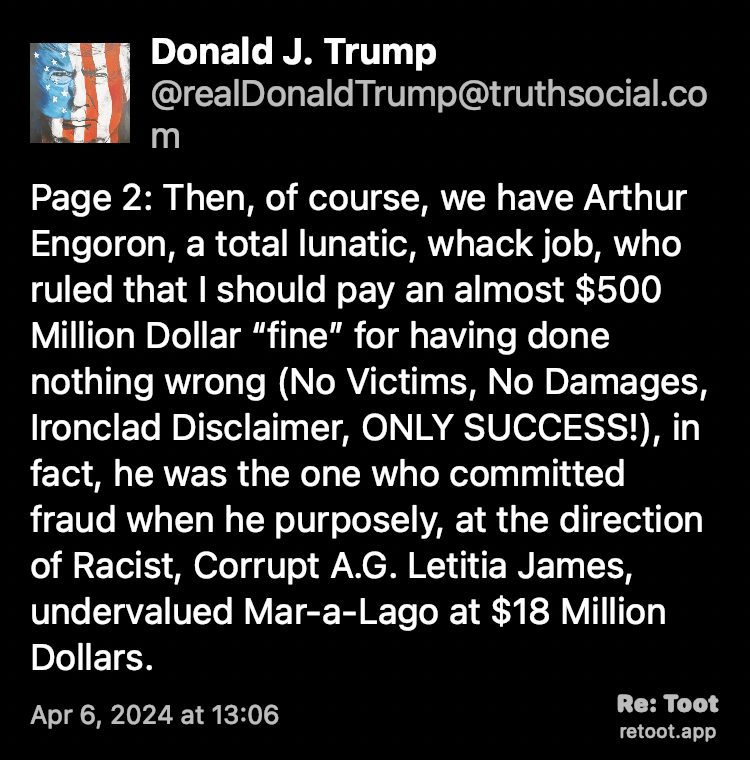 Donald J. Trump
@realDonaldTrump@truthsocial.co
m
Page 2: Then, of course, we have Arthur
Engoron, a total lunatic, whack job, who
ruled that I should pay an almost $500
Million Dollar “fine” for having done
nothing wrong (No Victims, No Damages,
Ironclad Disclaimer, ONLY SUCCESS!), in
fact, he was the one who committed
fraud when he purposely, at the direction
of Racist, Corrupt A.G. Letitia James,
undervalued Mar-a-Lago at $18 Million
Dollars.
Apr 6, 2024 at 13:06
Re: Toot
retoot.app